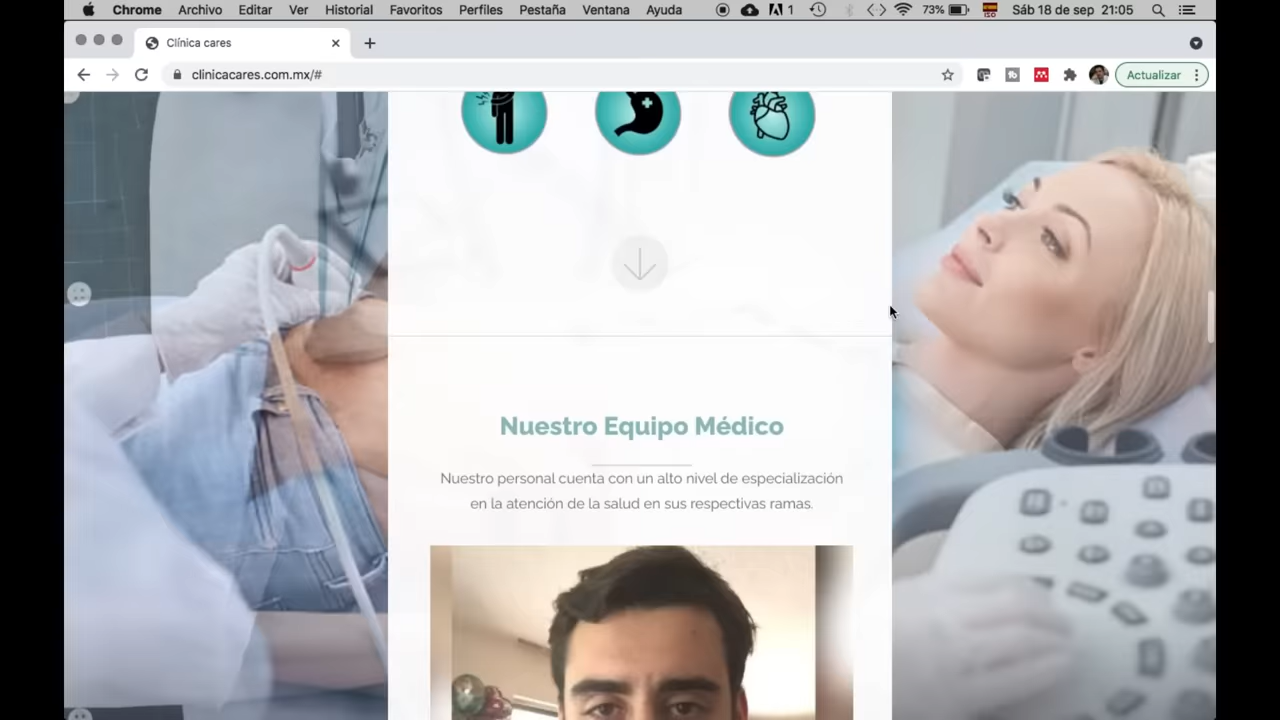 Chrome Archivo Editar Ver Historial Favoritos Perfiles Pestaña Ventana Ayuda 1 73% ISO Sáb 18 de sep 21:05
Clínica cares
clinicacares.com.mx/# Actualizar
Nuestro Equipo Médico
Nuestro personal cuenta con un alto nivel de especialización
en la atención de la salud en sus respectivas ramas.